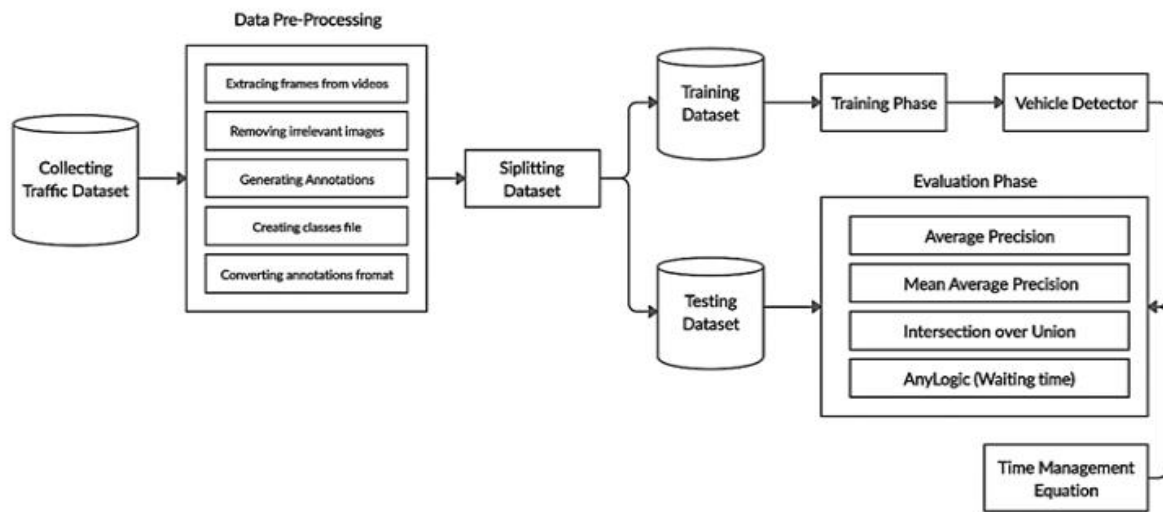 Data Pre-Processing
Extracing frames from videos
Removing irrelevant images
Generating Annotations
Creating classes file
Converting annotations fromat
Collecting
Traffic Dataset
Siplitting
Dataset
Training
Dataset
Training Phase
Vehicle Detector
Testing
Dataset
Evaluation Phase
Average Precision
Mean Average Precision
Intersection over Union
AnyLogic (Waiting time)
Time Management
Equation